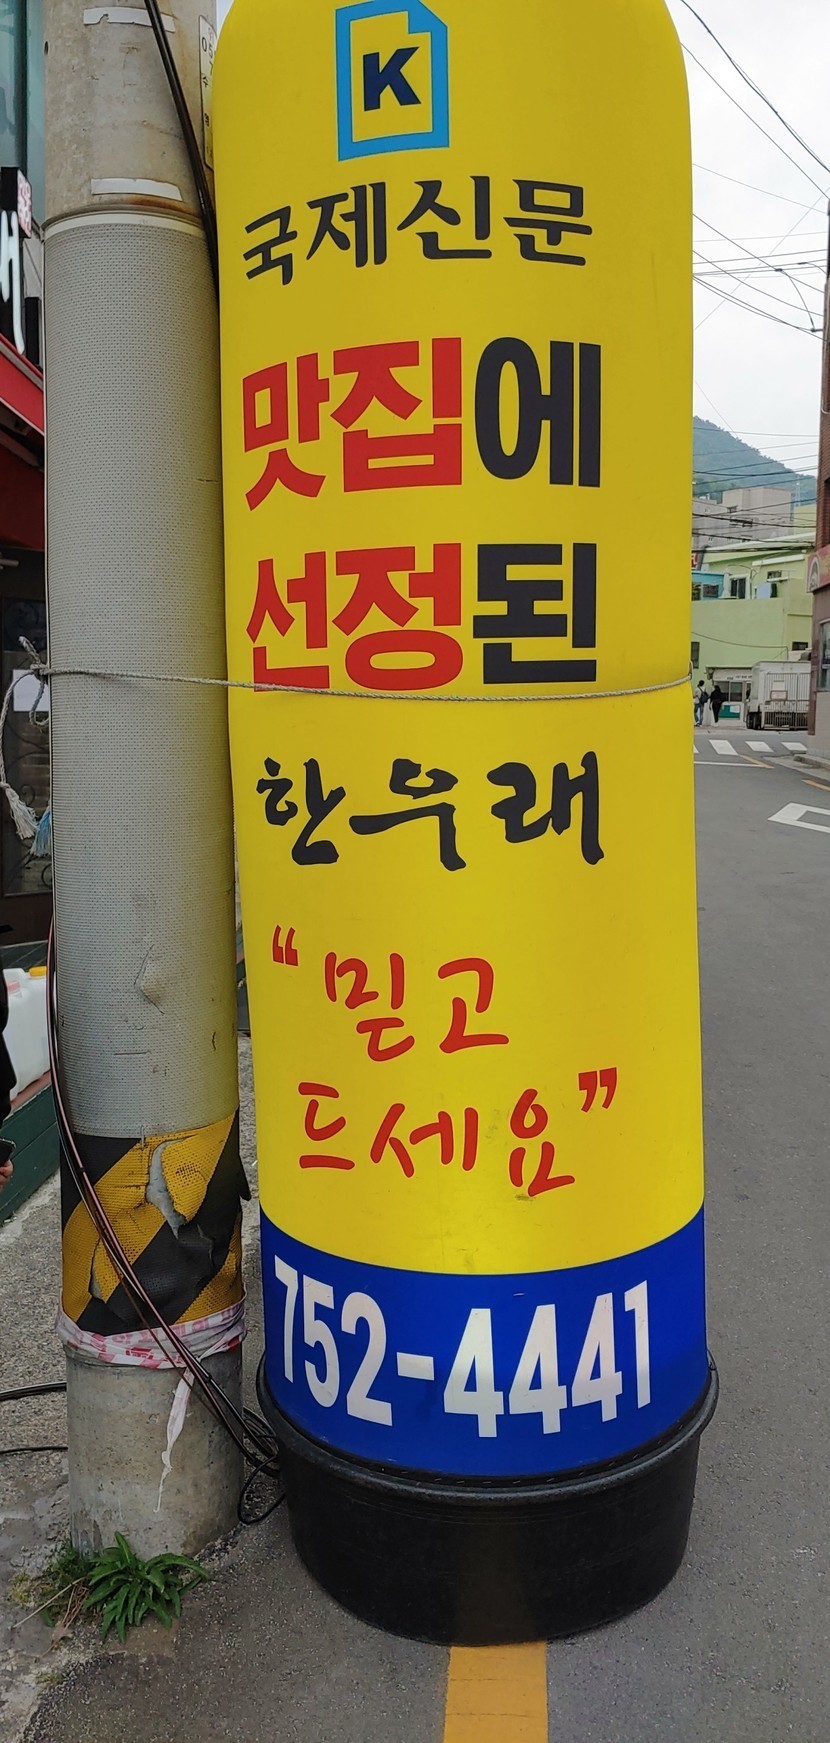 K
국제신문
맛집에
선정된
한우래
“믿고
드세요”
752-4441